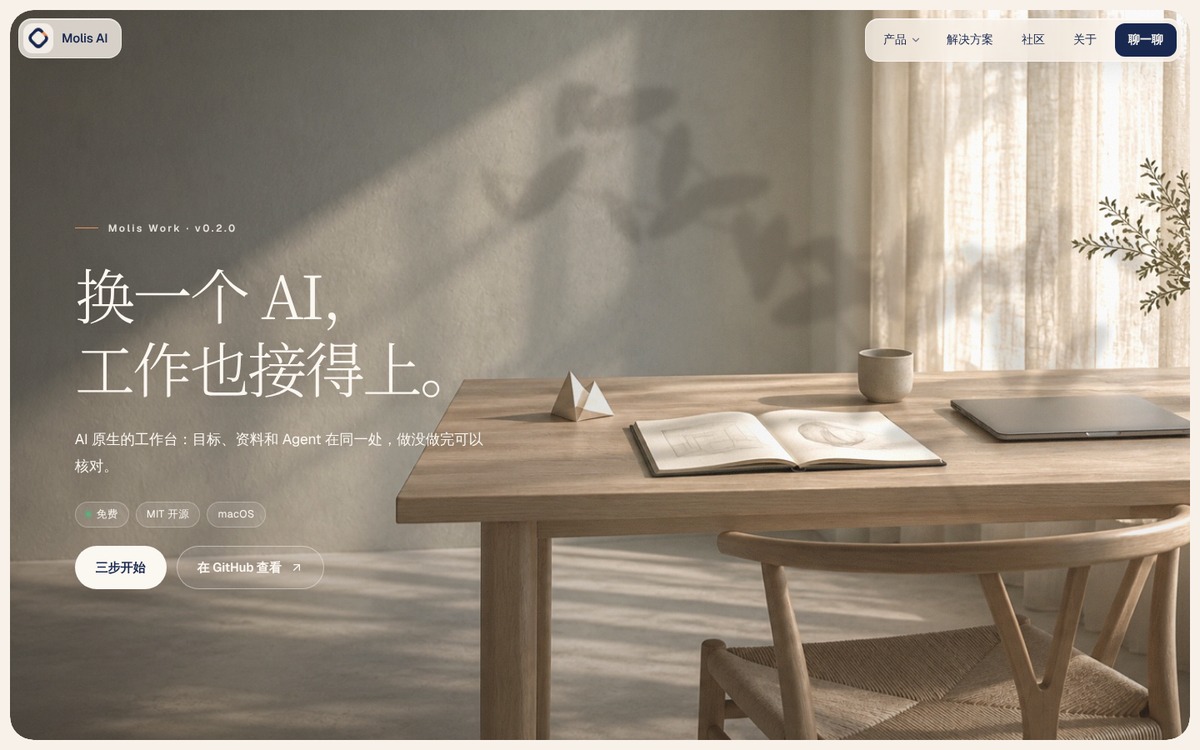 Molis AI
产品
解决方案
社区
关于
聊一聊
Molis Work · v0.2.0
换一个 AI,
工作也接得上。
AI 原生的工作台：目标、资料和 Agent 在同一处，做没做完可以
核对。
免费
MIT 开源
macOS
三步开始
在 GitHub 查看